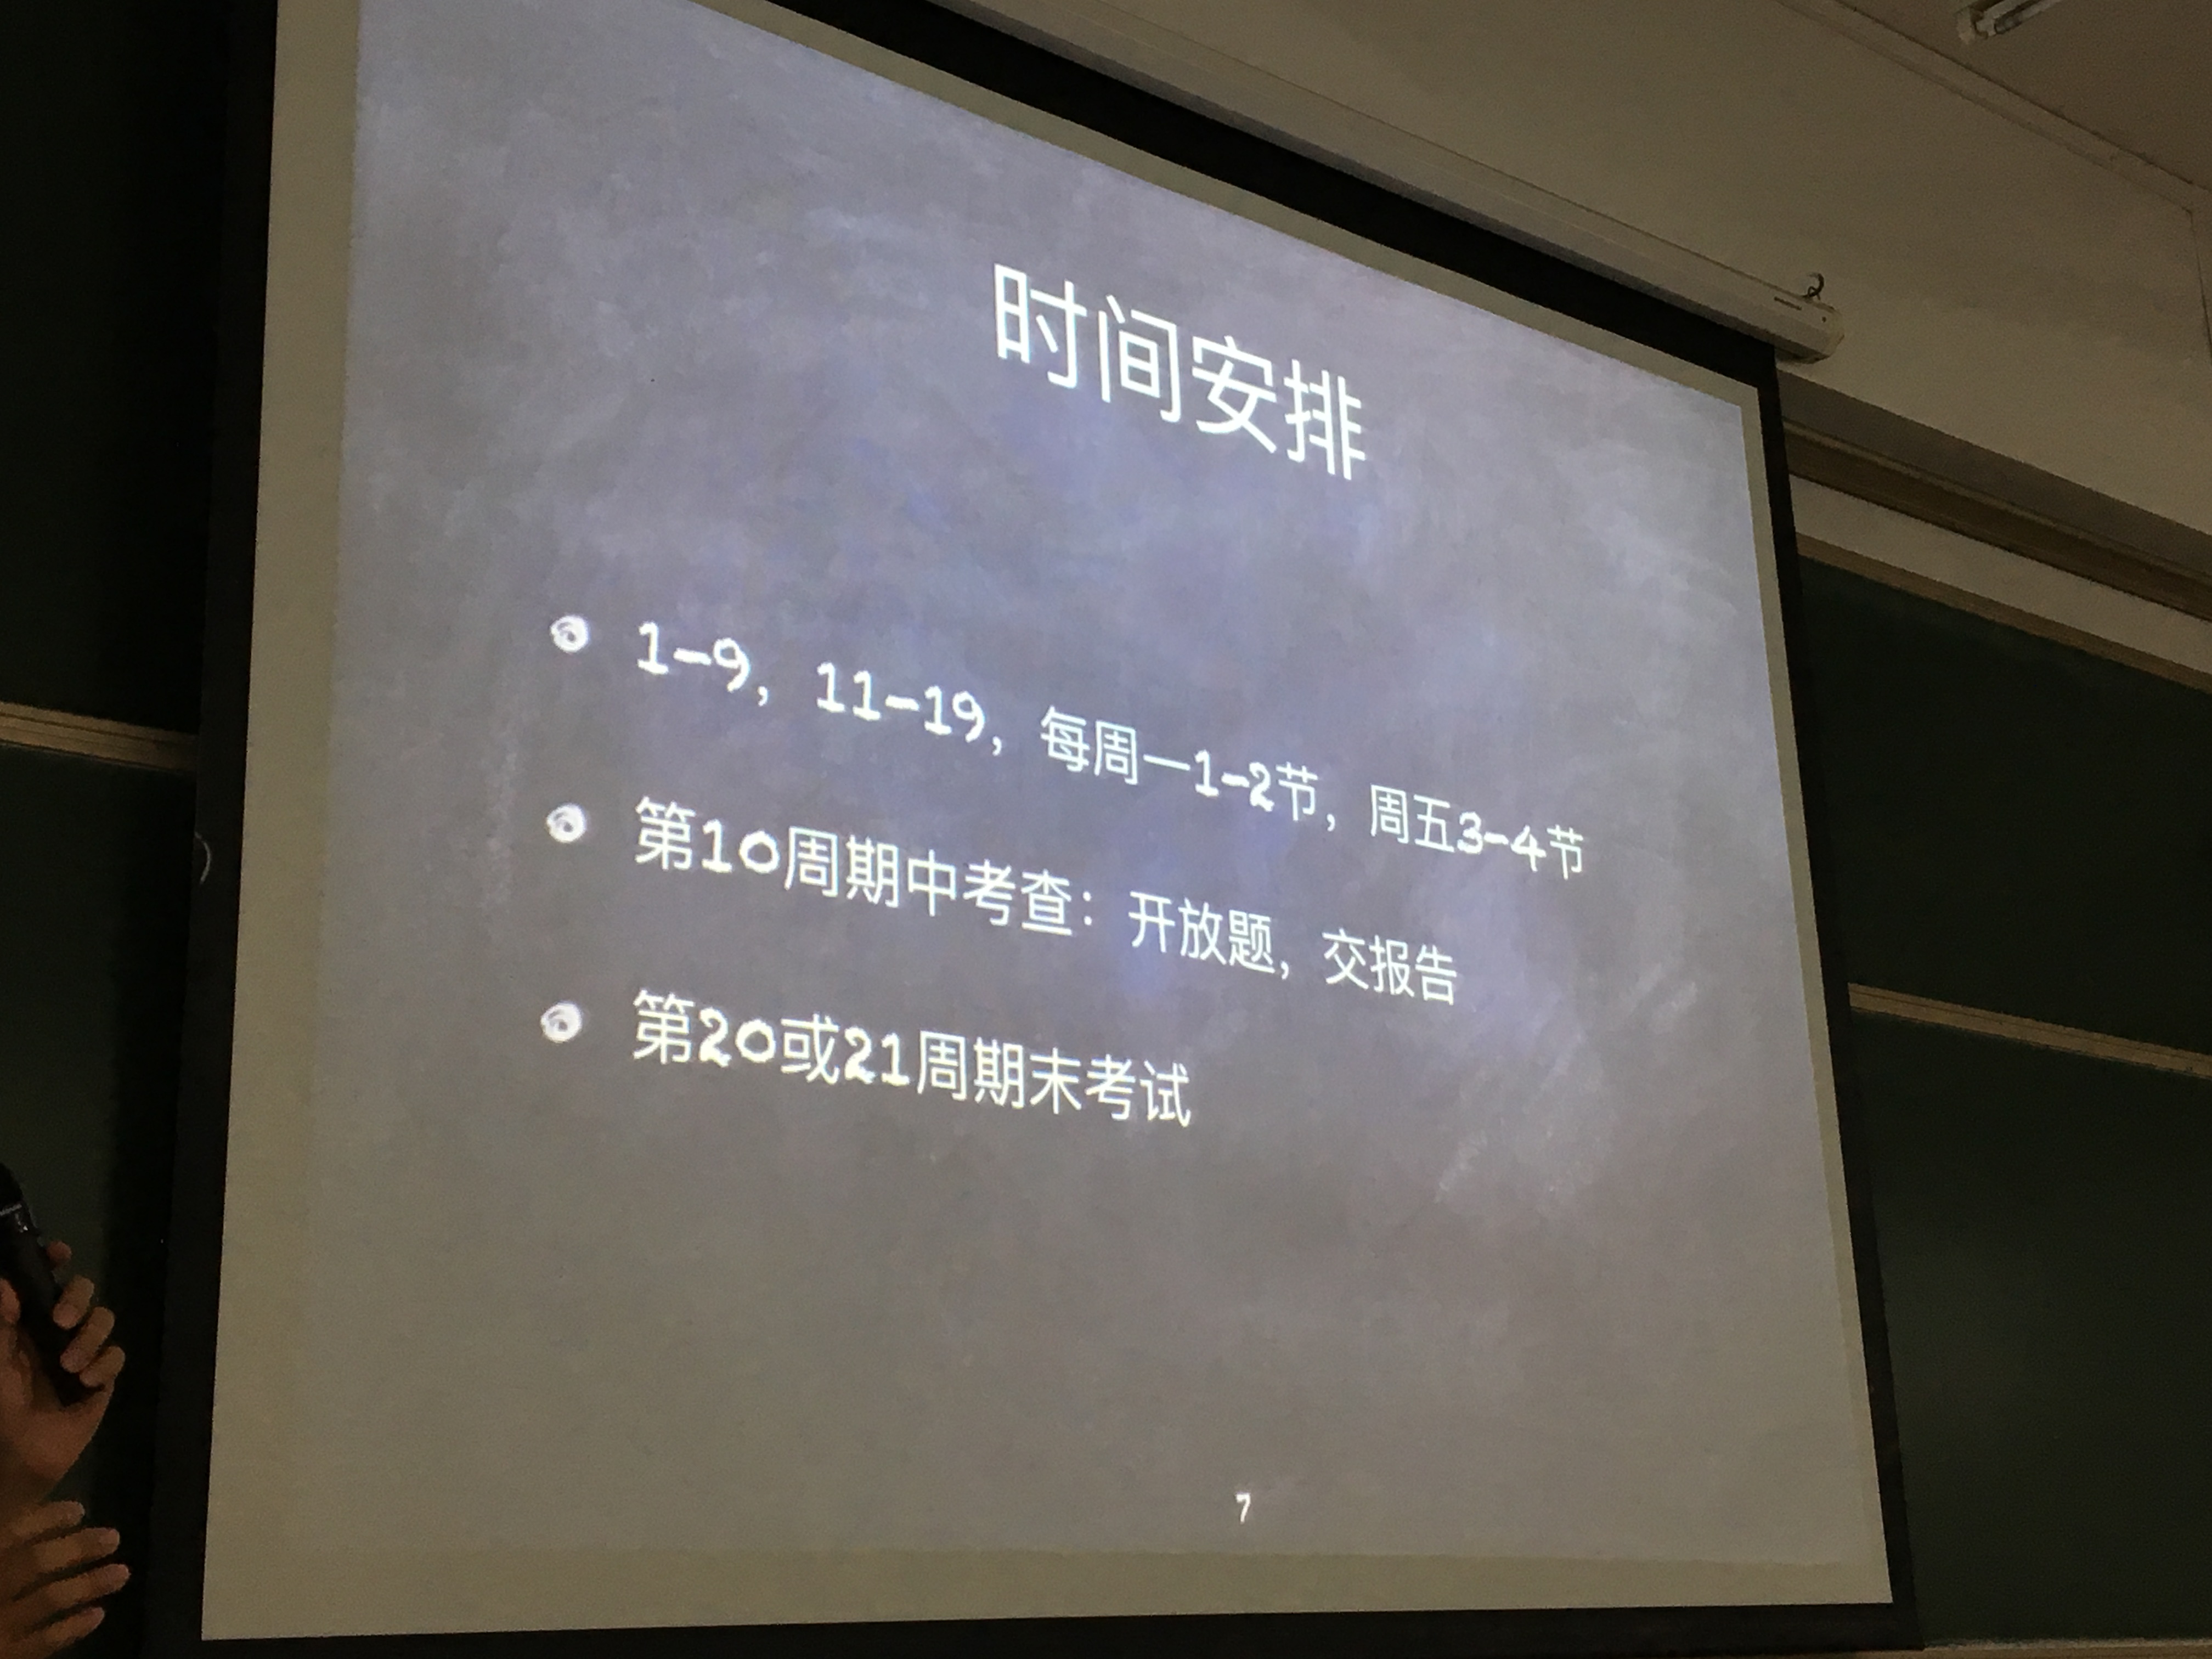 时间安排
1-9，11-19，每周一1-2节，周五3-4节
第10周期中考查：开放题，交报告
第20或21周期末考试
7